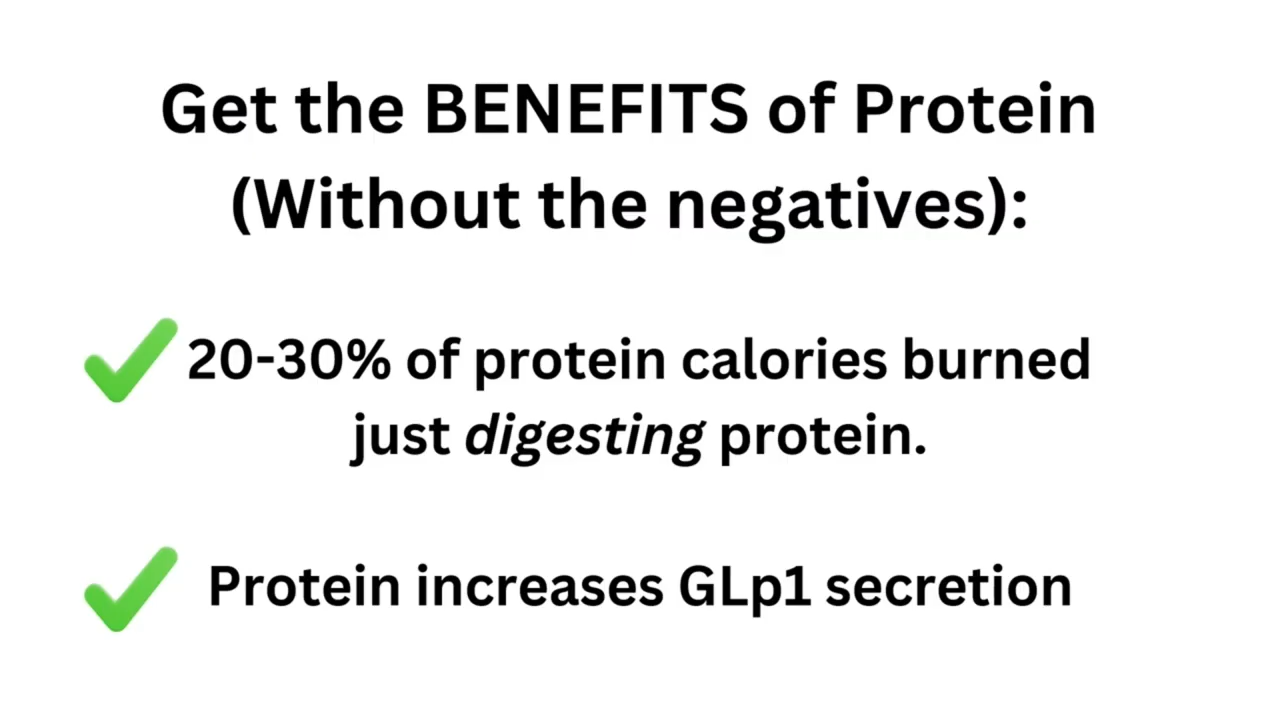 Get the BENEFITS of Protein
(Without the negatives):
20-30% of protein calories burned
just digesting protein.
Protein increases GLp1 secretion